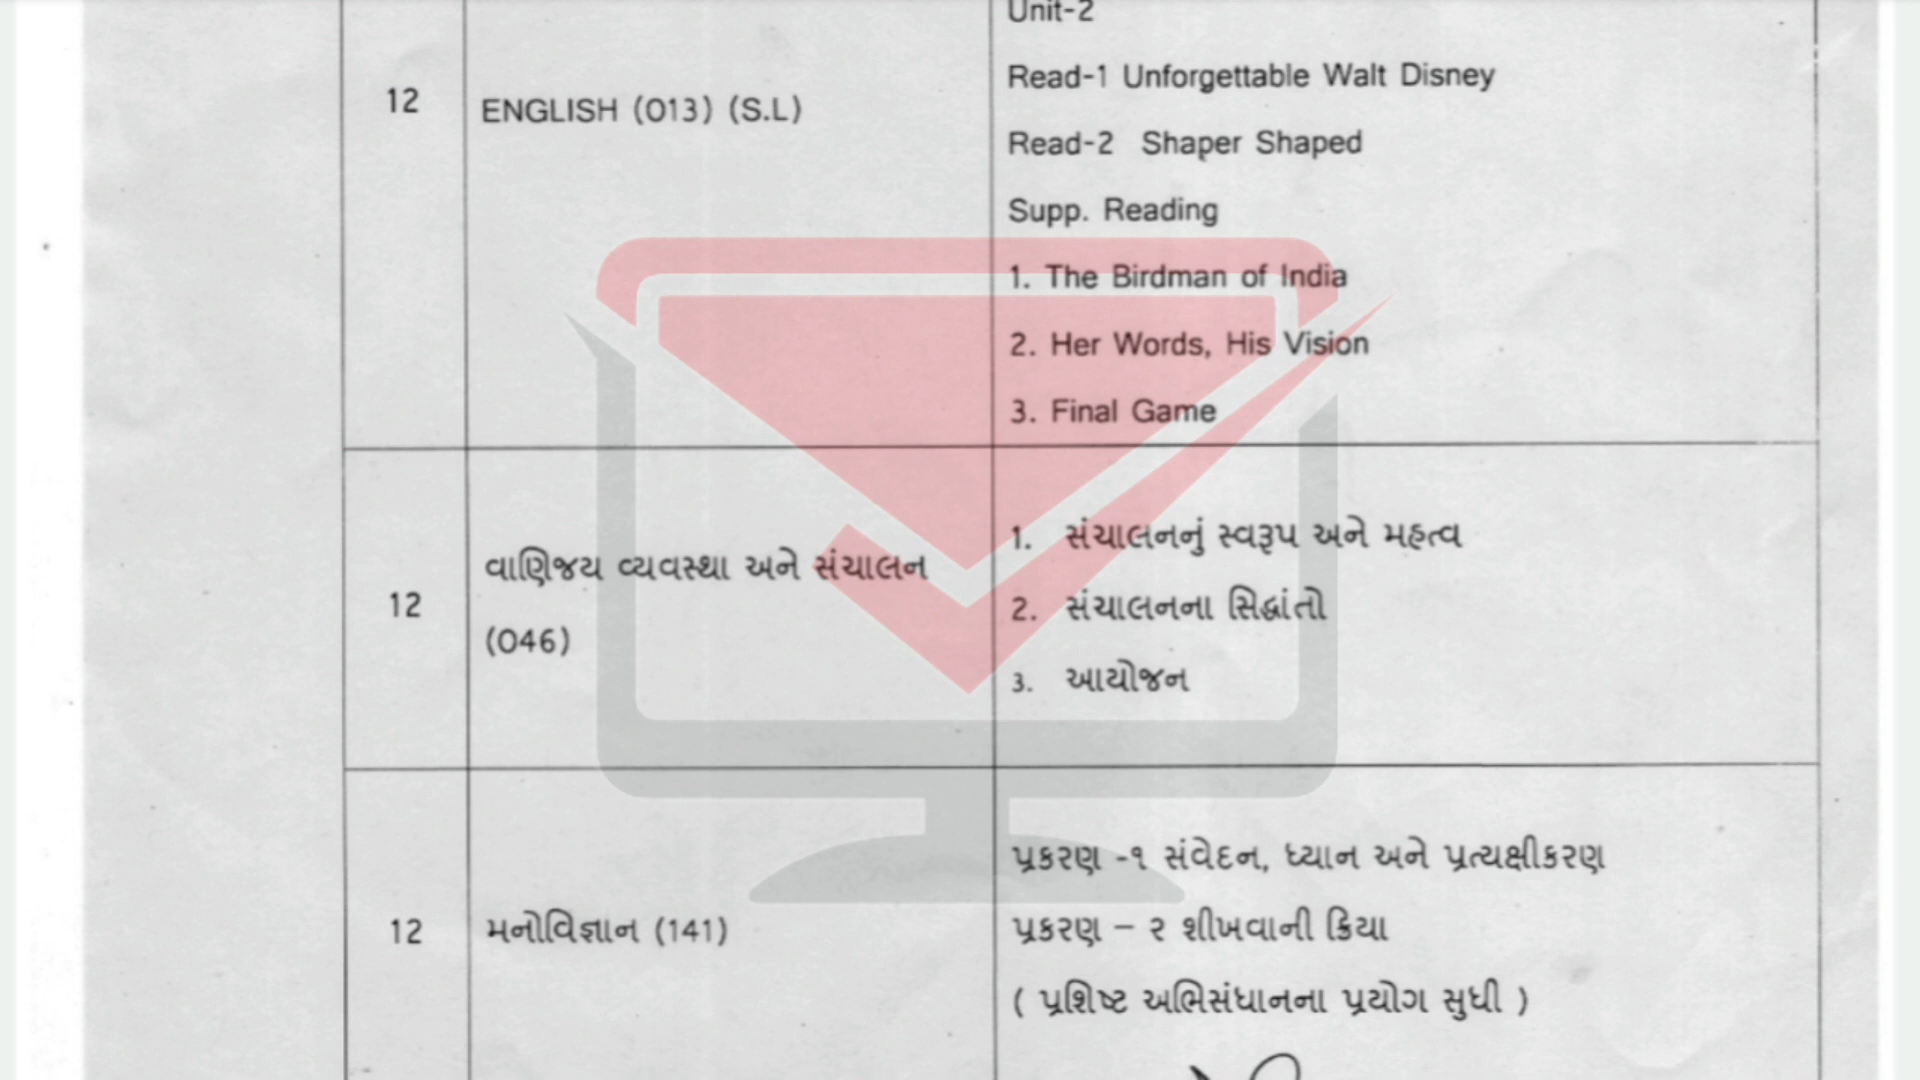 Unit-2
Read-1 Unforgettable Walt Disney
12
ENGLISH (013) (S.L)
Read-2 Shaper Shaped
Supp. Reading
1. The Birdman of India
2. Her Words, His Vision
3. Final Game
12
વાણિજય વ્યવસ્થા અને સંચાલન
(046)
1. સંચાલનનું સ્વરૂપ અને મહત્વ
2. સંચાલનના સિદ્ધાંતો
3. આયોજન
12
મનોવિજ્ઞાન (141)
પ્રકરણ -૧ સંવેદન, ધ્યાન અને પ્રત્યક્ષીકરણ
પ્રકરણ – ૨ શીખવાની ક્રિયા
( પ્રશિષ્ટ અભિસંધાનના પ્રયોગ સુધી )